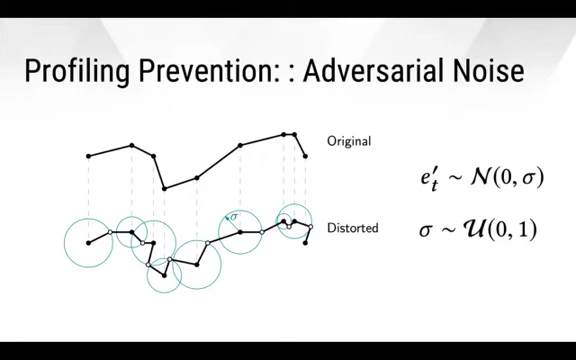 Profiling Prevention: : Adversarial Noise
Original
e′ₜ ~ N(0, σ)
σ
Distorted
σ ~ U(0, 1)